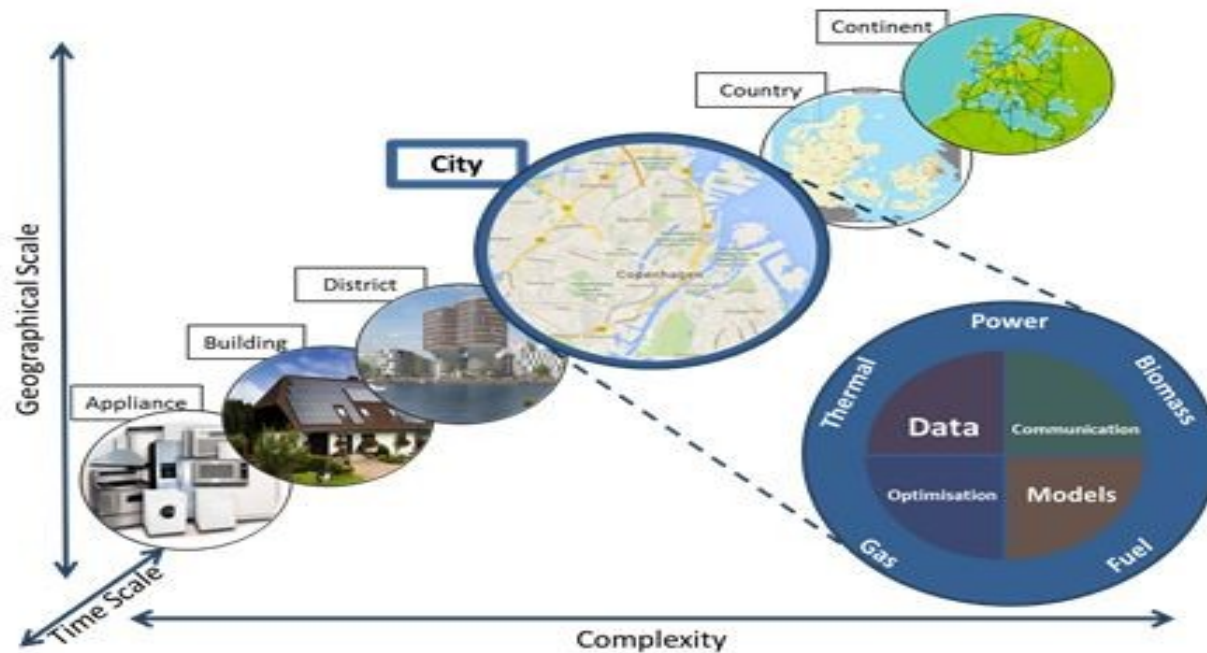 Continent
Country
City
District
Building
Appliance
Geographical Scale
Time Scale
Complexity
Copenhagen
Power
Thermal
Biomass
Data
Communication
Optimisation
Models
Gas
Fuel